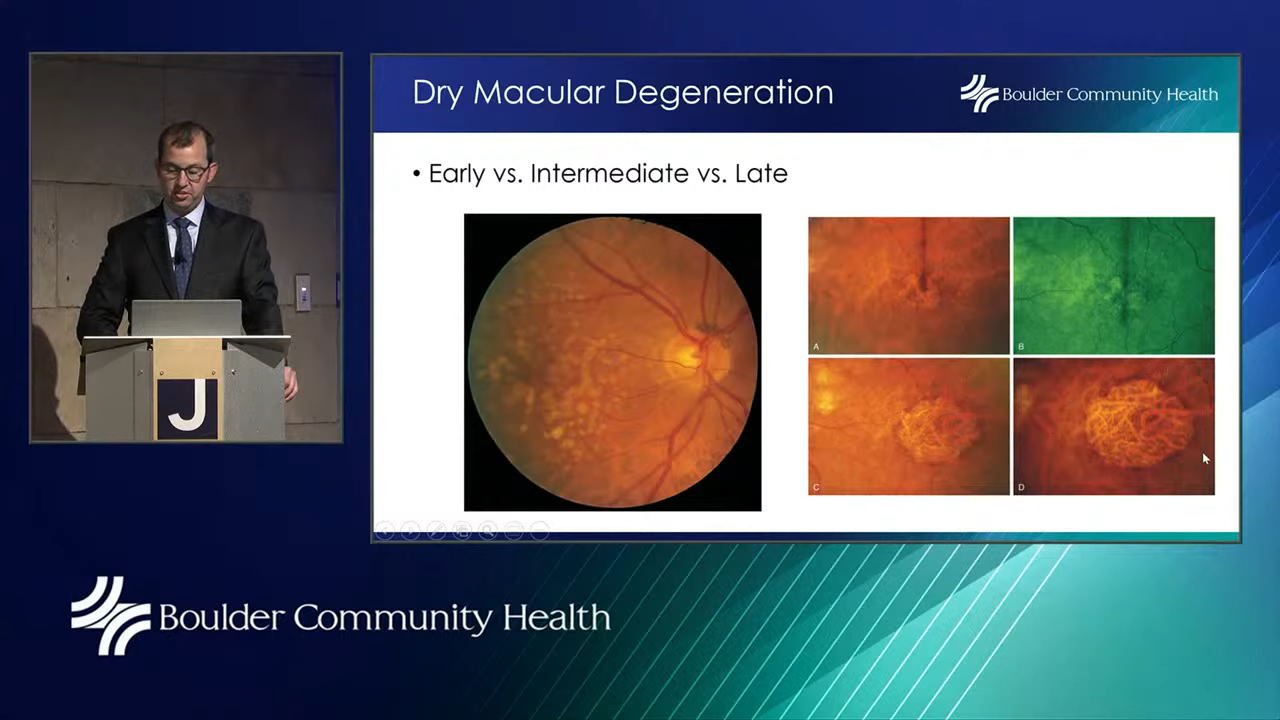 Dry Macular Degeneration
Boulder Community Health
• Early vs. Intermediate vs. Late
A
B
C
D
J
Boulder Community Health